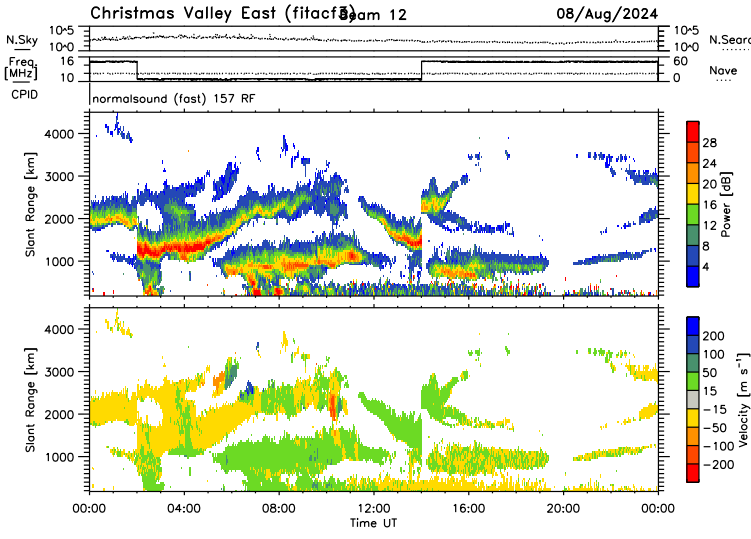 Christmas Valley East (fitacf3) Beam 12 08/Aug/2024
N.Sky 10^5 10^0 10^5 10^0 N.Searc
Freq. [MHz] 16 10 60 0 Nave
CPID normalsound (fast) 157 RF
Slant Range [km] 4000 3000 2000 1000
Power [dB] 28 24 20 16 12 8 4
Slant Range [km] 4000 3000 2000 1000
Velocity [m s⁻¹] 200 100 50 15 −15 −50 −100 −200
00:00 04:00 08:00 12:00 16:00 20:00 00:00
Time UT